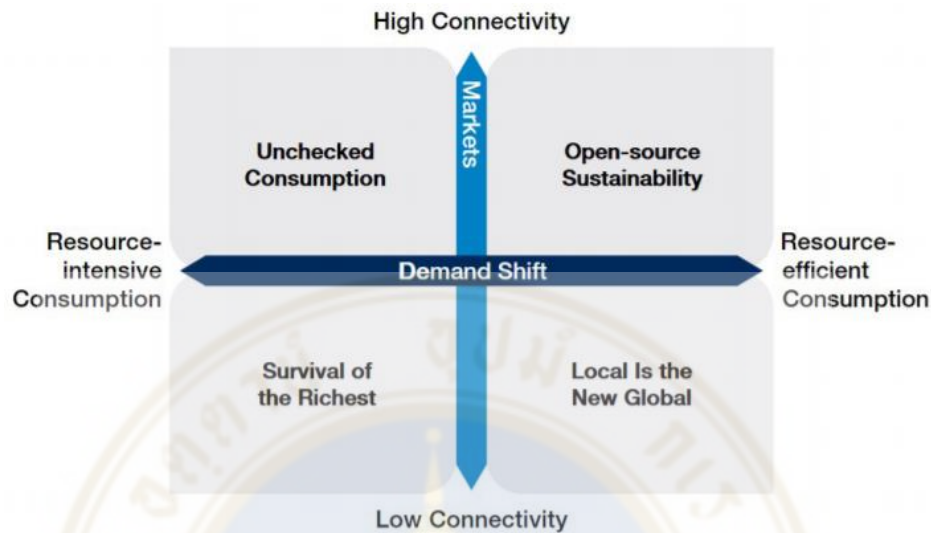 High Connectivity
Markets
Unchecked
Consumption
Open-source
Sustainability
Resource-
intensive
Consumption
Demand Shift
Resource-
efficient
Consumption
Survival of
the Richest
Local Is the
New Global
Low Connectivity